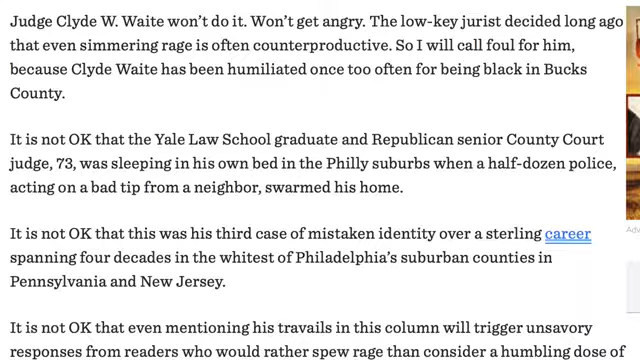 Judge Clyde W. Waite won’t do it. Won’t get angry. The low-key jurist decided long ago
that even simmering rage is often counterproductive. So I will call foul for him,
because Clyde Waite has been humiliated once too often for being black in Bucks
County.
It is not OK that the Yale Law School graduate and Republican senior County Court
judge, 73, was sleeping in his own bed in the Philly suburbs when a half-dozen police,
acting on a bad tip from a neighbor, swarmed his home.
It is not OK that this was his third case of mistaken identity over a sterling career
spanning four decades in the whitest of Philadelphia’s suburban counties in
Pennsylvania and New Jersey.
It is not OK that even mentioning his travails in this column will trigger unsavory
responses from readers who would rather spew rage than consider a humbling dose of
Adv